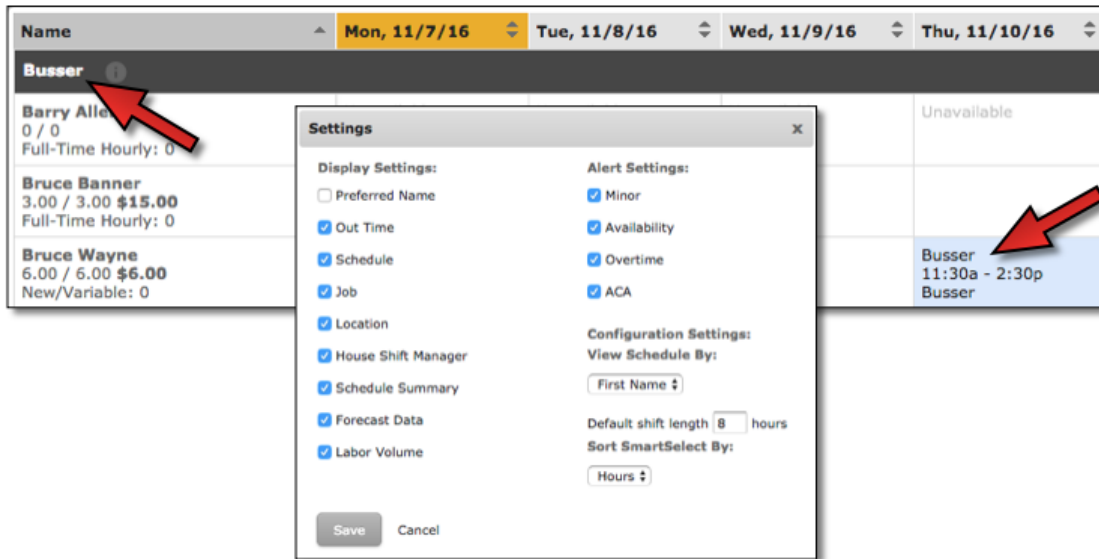 Name Mon, 11/7/16 Tue, 11/8/16 Wed, 11/9/16 Thu, 11/10/16
Busser i
Barry Alle
0 / 0
Full-Time Hourly: 0
Unavailable
Bruce Banner
3.00 / 3.00 $15.00
Full-Time Hourly: 0
Bruce Wayne
6.00 / 6.00 $6.00
New/Variable: 0
Busser
11:30a - 2:30p
Busser
Settings x
Display Settings:
Preferred Name
Out Time
Schedule
Job
Location
House Shift Manager
Schedule Summary
Forecast Data
Labor Volume
Alert Settings:
Minor
Availability
Overtime
ACA
Configuration Settings:
View Schedule By:
First Name
Default shift length 8 hours
Sort SmartSelect By:
Hours
Save Cancel